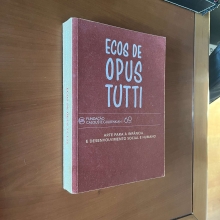 ECOS DE
OPUS
TUTTI
FUNDAÇÃO
CALOUSTE GULBENKIAN
ARTE PARA A INFÂNCIA
E DESENVOLVIMENTO SOCIAL E HUMANO